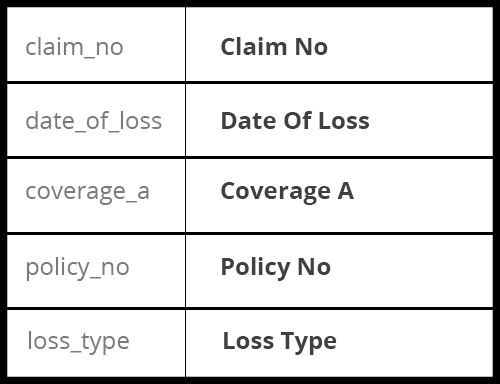 claim_no Claim No
date_of_loss Date Of Loss
coverage_a Coverage A
policy_no Policy No
loss_type Loss Type